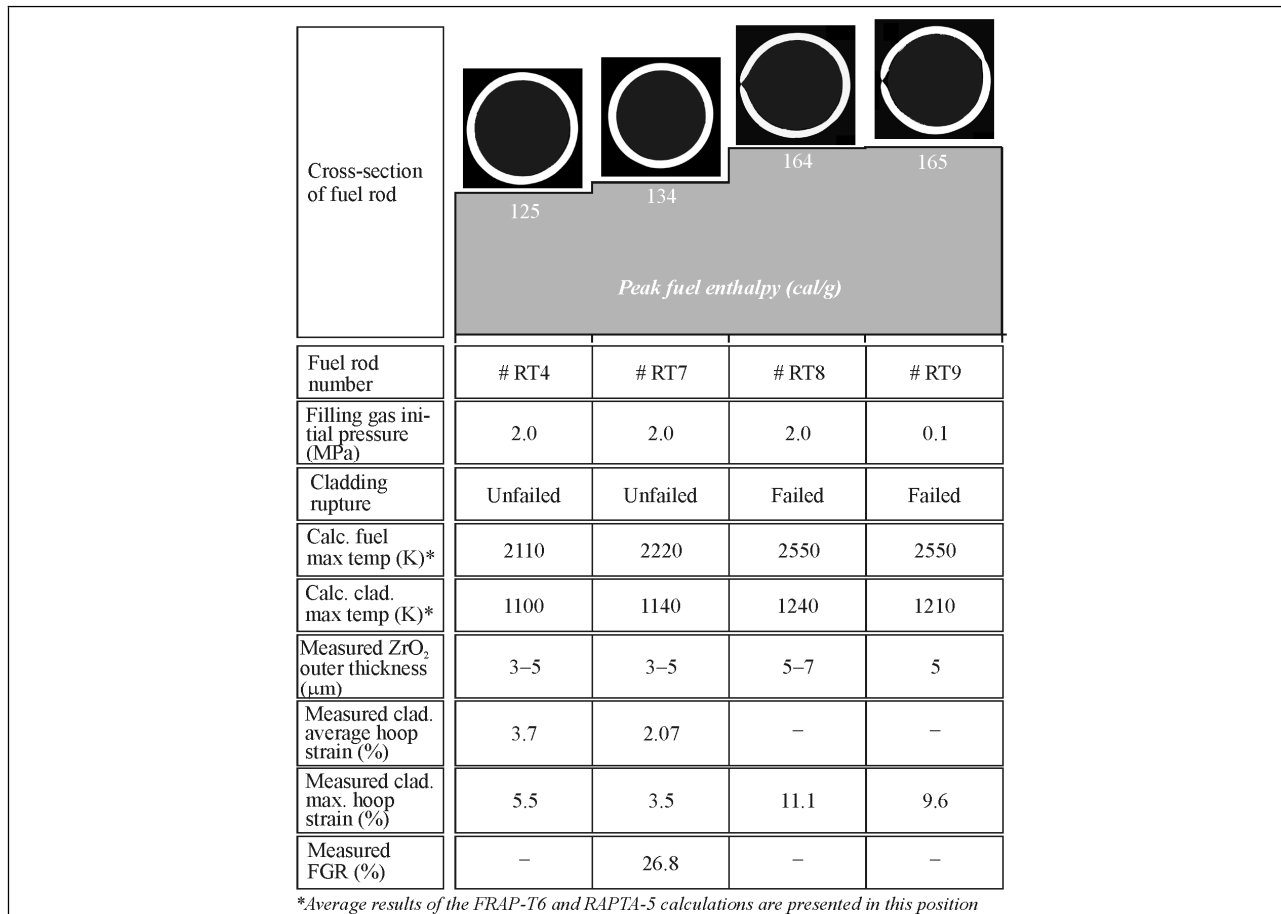 Cross-section
of fuel rod
125
134
164
165
Peak fuel enthalpy (cal/g)
Fuel rod
number
# RT4
# RT7
# RT8
# RT9
Filling gas ini-
tial pressure
(MPa)
2.0
2.0
2.0
0.1
Cladding
rupture
Unfailed
Unfailed
Failed
Failed
Calc. fuel
max temp (K)*
2110
2220
2550
2550
Calc. clad.
max temp (K)*
1100
1140
1240
1210
Measured ZrO₂
outer thickness
(µm)
3–5
3–5
5–7
5
Measured clad.
average hoop
strain (%)
3.7
2.07
–
–
Measured clad.
max. hoop
strain (%)
5.5
3.5
11.1
9.6
Measured
FGR (%)
–
26.8
–
–
*Average results of the FRAP-T6 and RAPTA-5 calculations are presented in this position